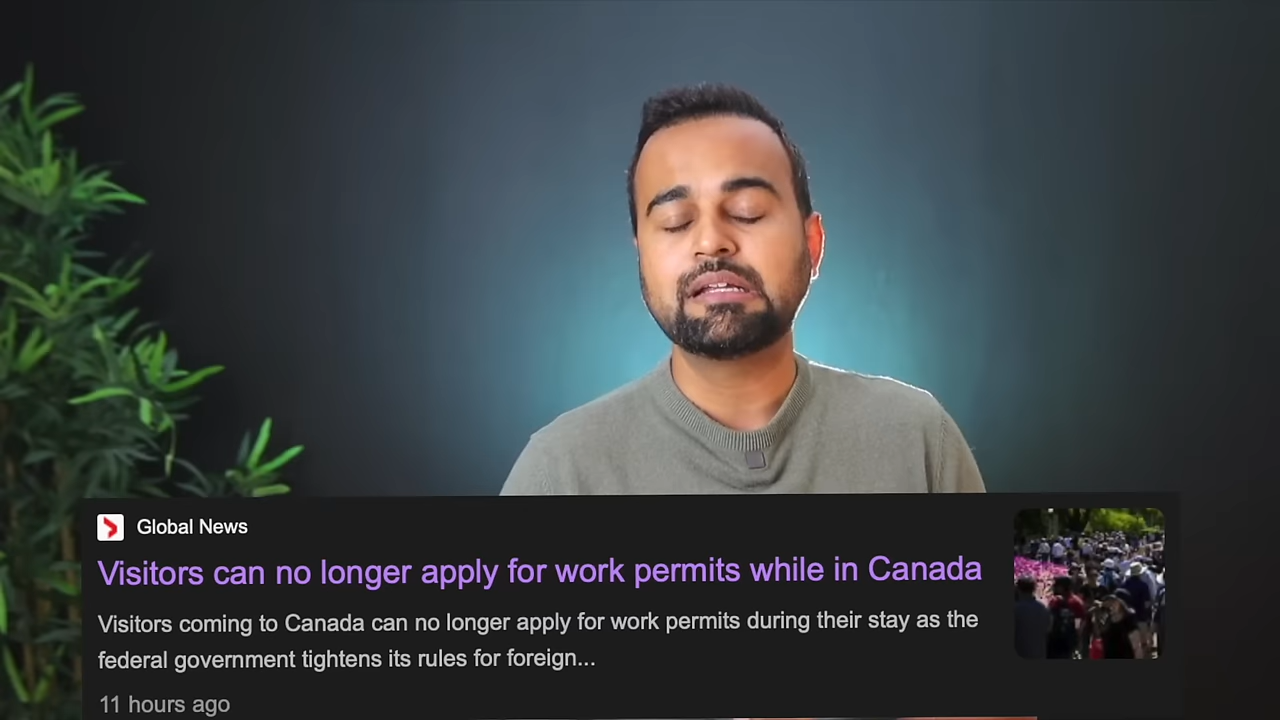 Global News
Visitors can no longer apply for work permits while in Canada
Visitors coming to Canada can no longer apply for work permits during their stay as the
federal government tightens its rules for foreign...
11 hours ago